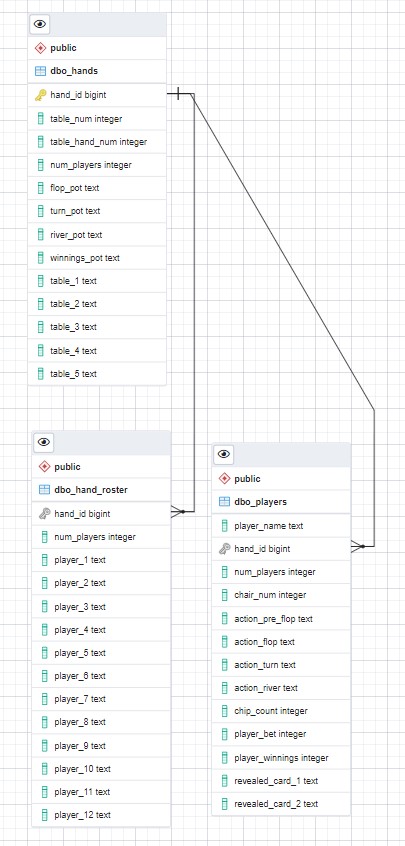 public
dbo_hands
hand_id bigint
table_num integer
table_hand_num integer
num_players integer
flop_pot text
turn_pot text
river_pot text
winnings_pot text
table_1 text
table_2 text
table_3 text
table_4 text
table_5 text
public
dbo_hand_roster
hand_id bigint
num_players integer
player_1 text
player_2 text
player_3 text
player_4 text
player_5 text
player_6 text
player_7 text
player_8 text
player_9 text
player_10 text
player_11 text
player_12 text
public
dbo_players
player_name text
hand_id bigint
num_players integer
chair_num integer
action_pre_flop text
action_flop text
action_turn text
action_river text
chip_count integer
player_bet integer
player_winnings integer
revealed_card_1 text
revealed_card_2 text